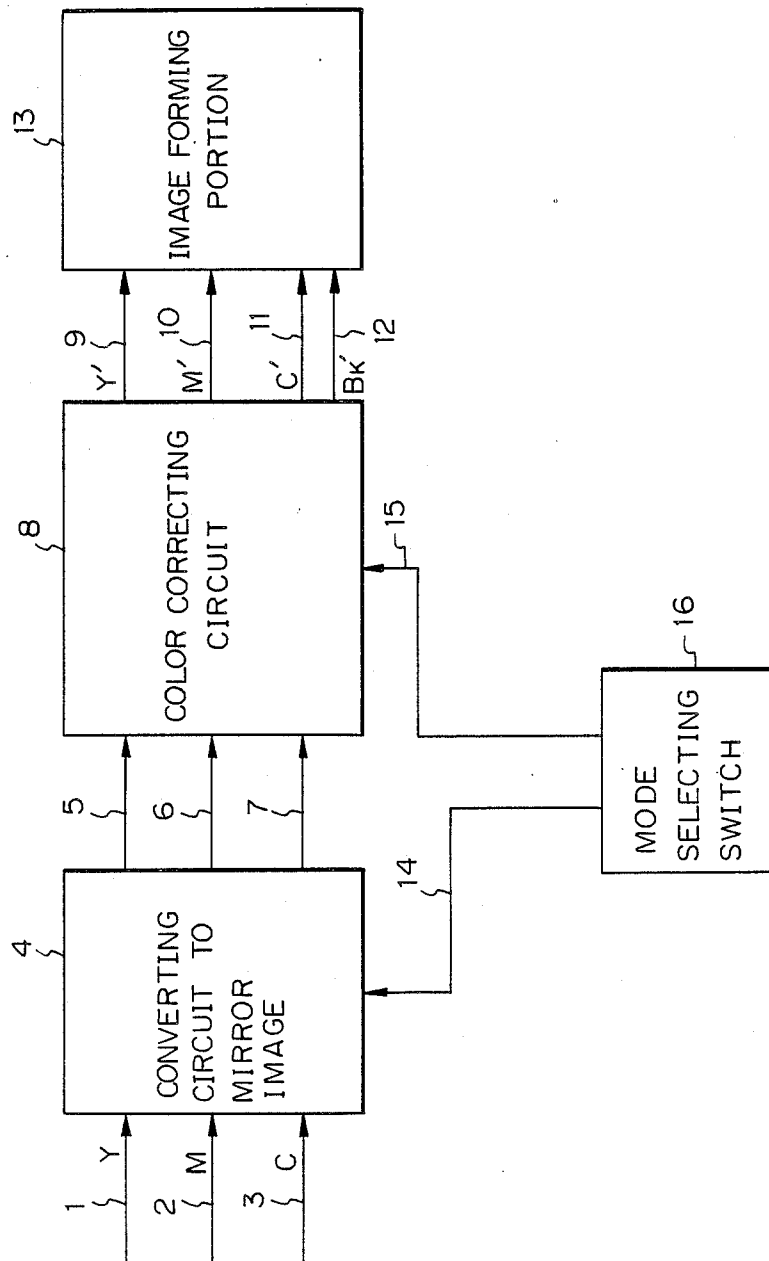 1
Y
2
M
3
C
4
CONVERTING
CIRCUIT TO
MIRROR
IMAGE
5
6
7
8
COLOR CORRECTING
CIRCUIT
9
Y′
10
M′
11
C′
12
BK′
13
IMAGE FORMING
PORTION
14
15
16
MODE
SELECTING
SWITCH